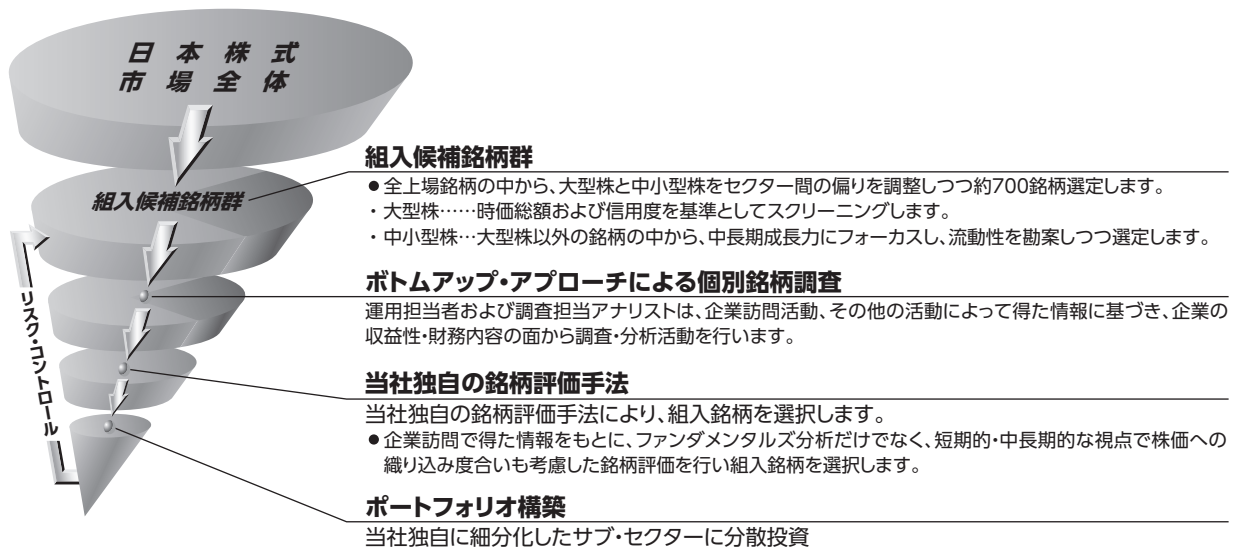 日本株式
市場全体
組入候補銘柄群
リスク・コントロール
組入候補銘柄群
●全上場銘柄の中から、大型株と中小型株をセクター間の偏りを調整しつつ約700銘柄選定します。
・大型株……時価総額および信用度を基準としてスクリーニングします。
・中小型株…大型株以外の銘柄の中から、中長期成長力にフォーカスし、流動性を勘案しつつ選定します。
ボトムアップ・アプローチによる個別銘柄調査
運用担当者および調査担当アナリストは、企業訪問活動、その他の活動によって得た情報に基づき、企業の
収益性・財務内容の面から調査・分析活動を行います。
当社独自の銘柄評価手法
当社独自の銘柄評価手法により、組入銘柄を選択します。
●企業訪問で得た情報をもとに、ファンダメンタルズ分析だけでなく、短期的・中長期的な視点で株価への
織り込み度合いも考慮した銘柄評価を行い組入銘柄を選択します。
ポートフォリオ構築
当社独自に細分化したサブ・セクターに分散投資